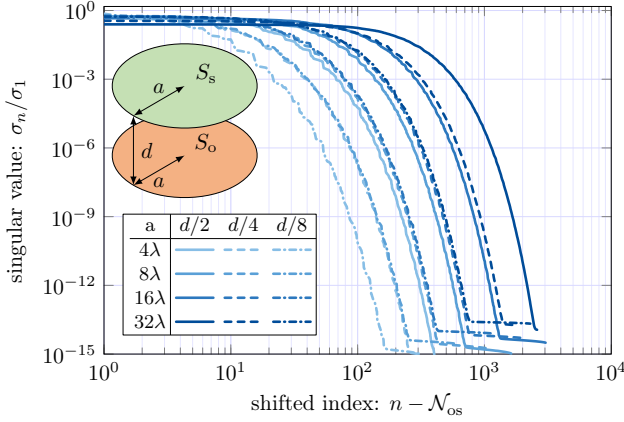 10^0
10^{-3}
10^{-6}
10^{-9}
10^{-12}
10^{-15}
singular value: σ_n/σ_1
S_s
a
d
S_o
a
a d/2 d/4 d/8
4λ
8λ
16λ
32λ
10^0 10^1 10^2 10^3 10^4
shifted index: n − 𝒩_os